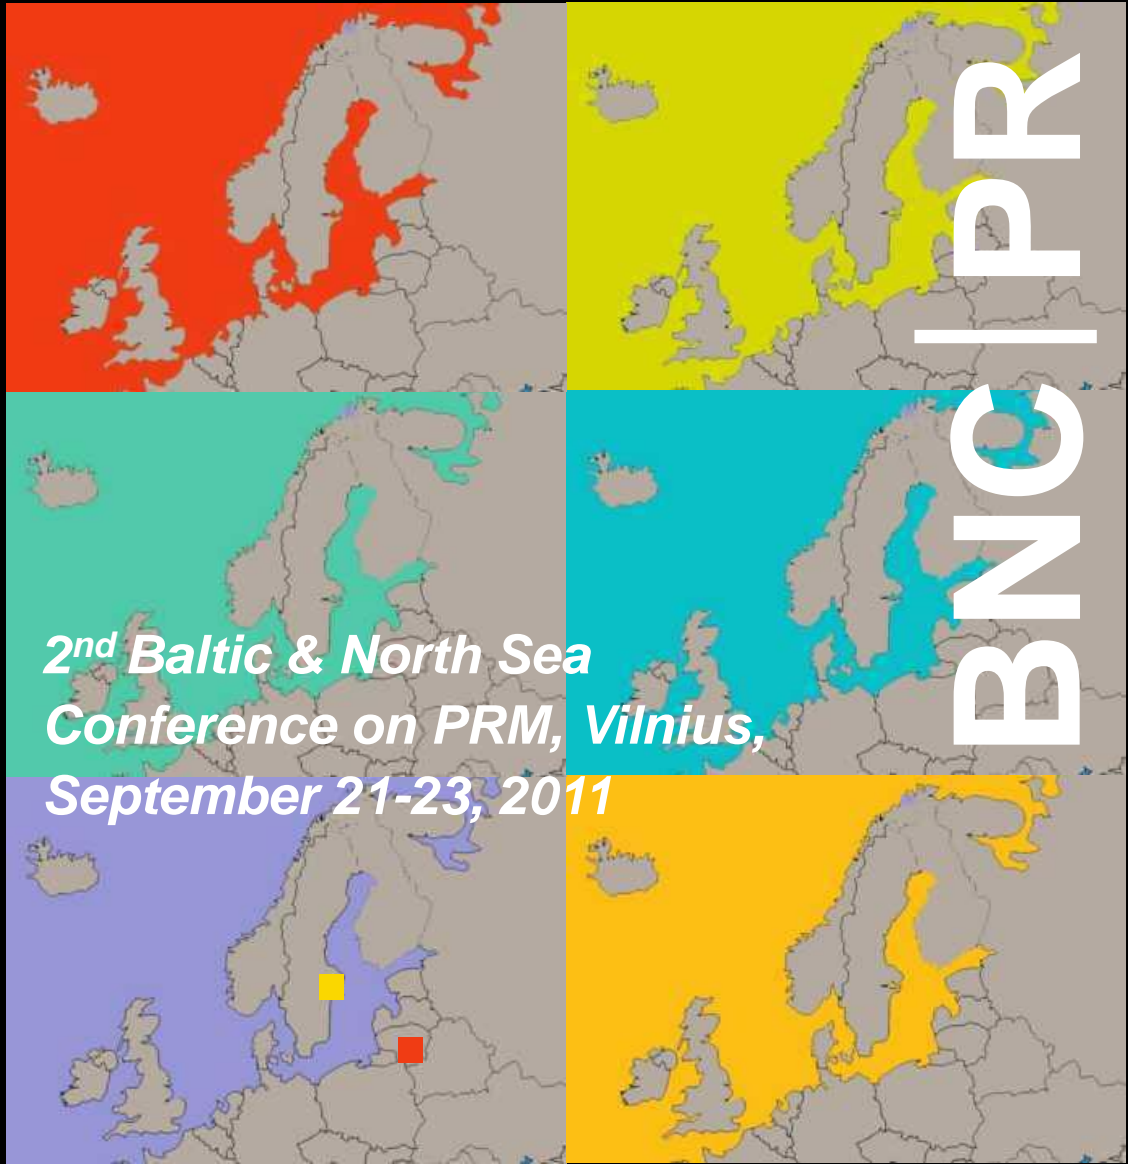 BNC|PR
2nd Baltic & North Sea
Conference on PRM, Vilnius,
September 21-23, 2011